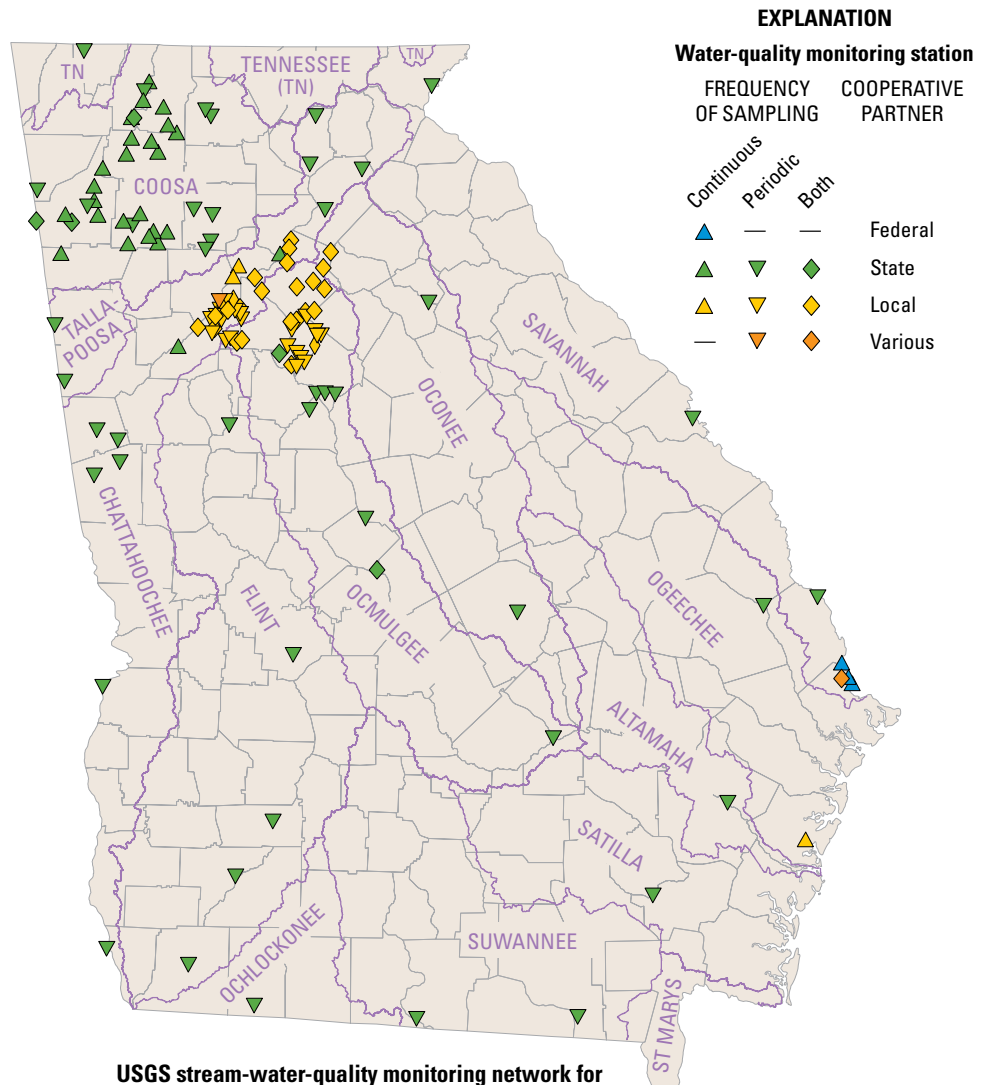 EXPLANATION
Water-quality monitoring station
FREQUENCY
OF SAMPLING
COOPERATIVE
PARTNER
Continuous
Periodic
Both
— — Federal
State
Local
— Various
TN
TENNESSEE
(TN)
TN
COOSA
TALLA-
POOSA
SAVANNAH
OCONEE
CHATTAHOOCHEE
FLINT
OCMULGEE
OGEECHEE
ALTAMAHA
SATILLA
SUWANNEE
OCHLOCKONEE
ST MARYS
USGS stream-water-quality monitoring network for